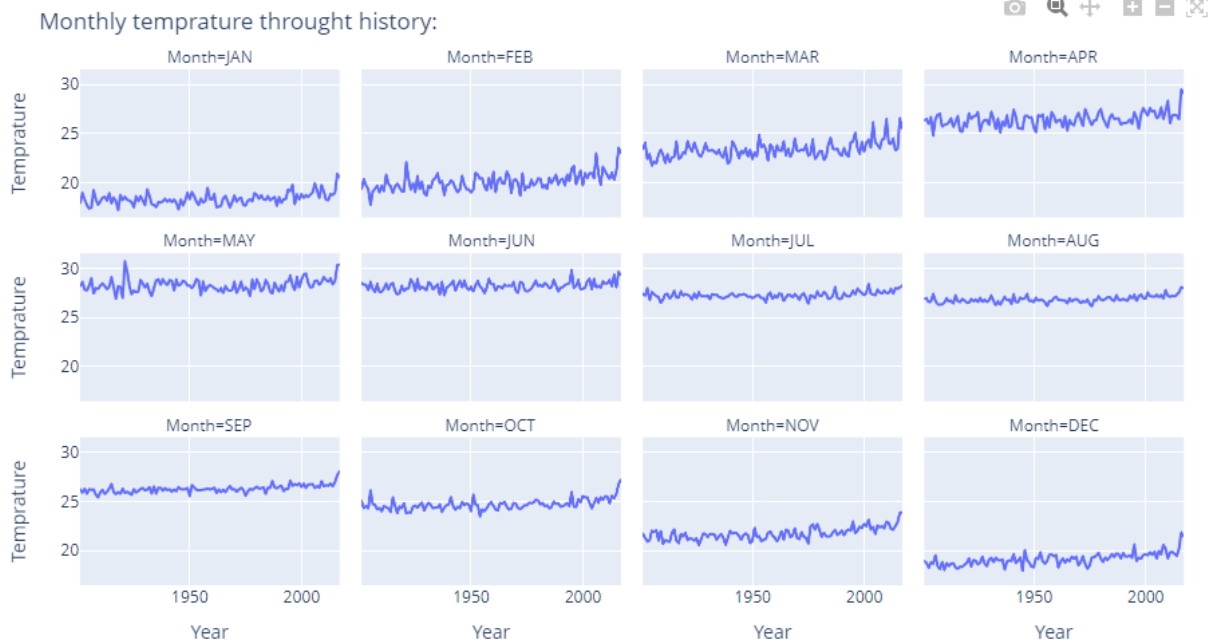 Monthly temprature throught history:
Month=JAN Month=FEB Month=MAR Month=APR
30
25
20
Temprature
Month=MAY Month=JUN Month=JUL Month=AUG
30
25
20
Temprature
Month=SEP Month=OCT Month=NOV Month=DEC
30
25
20
Temprature
1950 2000 1950 2000 1950 2000 1950 2000
Year Year Year Year